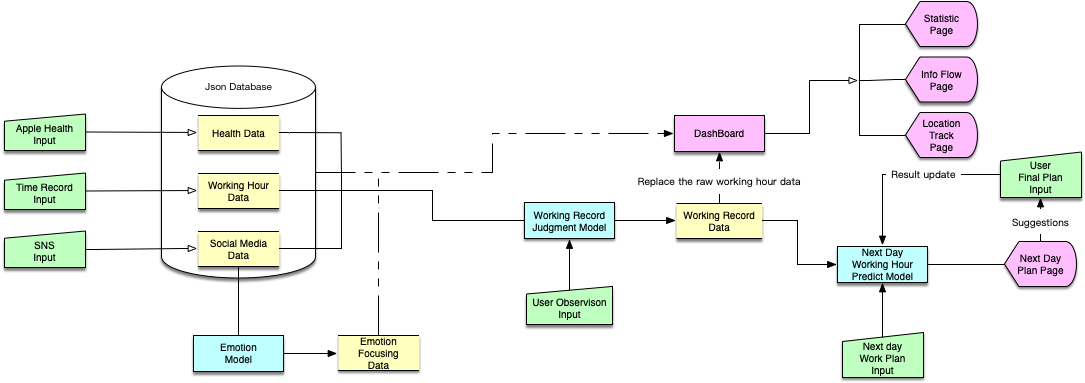 Statistic
Page
Info Flow
Page
Location
Track
Page
Json Database
Apple Health
Input
Health Data
DashBoard
Time Record
Input
Working Hour
Data
Replace the raw working hour data
Result update
User
Final Plan
Input
Working Record
Judgment Model
Working Record
Data
Suggestions
SNS
Input
Social Media
Data
Next Day
Working Hour
Predict Model
Next Day
Plan Page
User Observison
Input
Emotion
Model
Emotion
Focusing
Data
Next day
Work Plan
Input